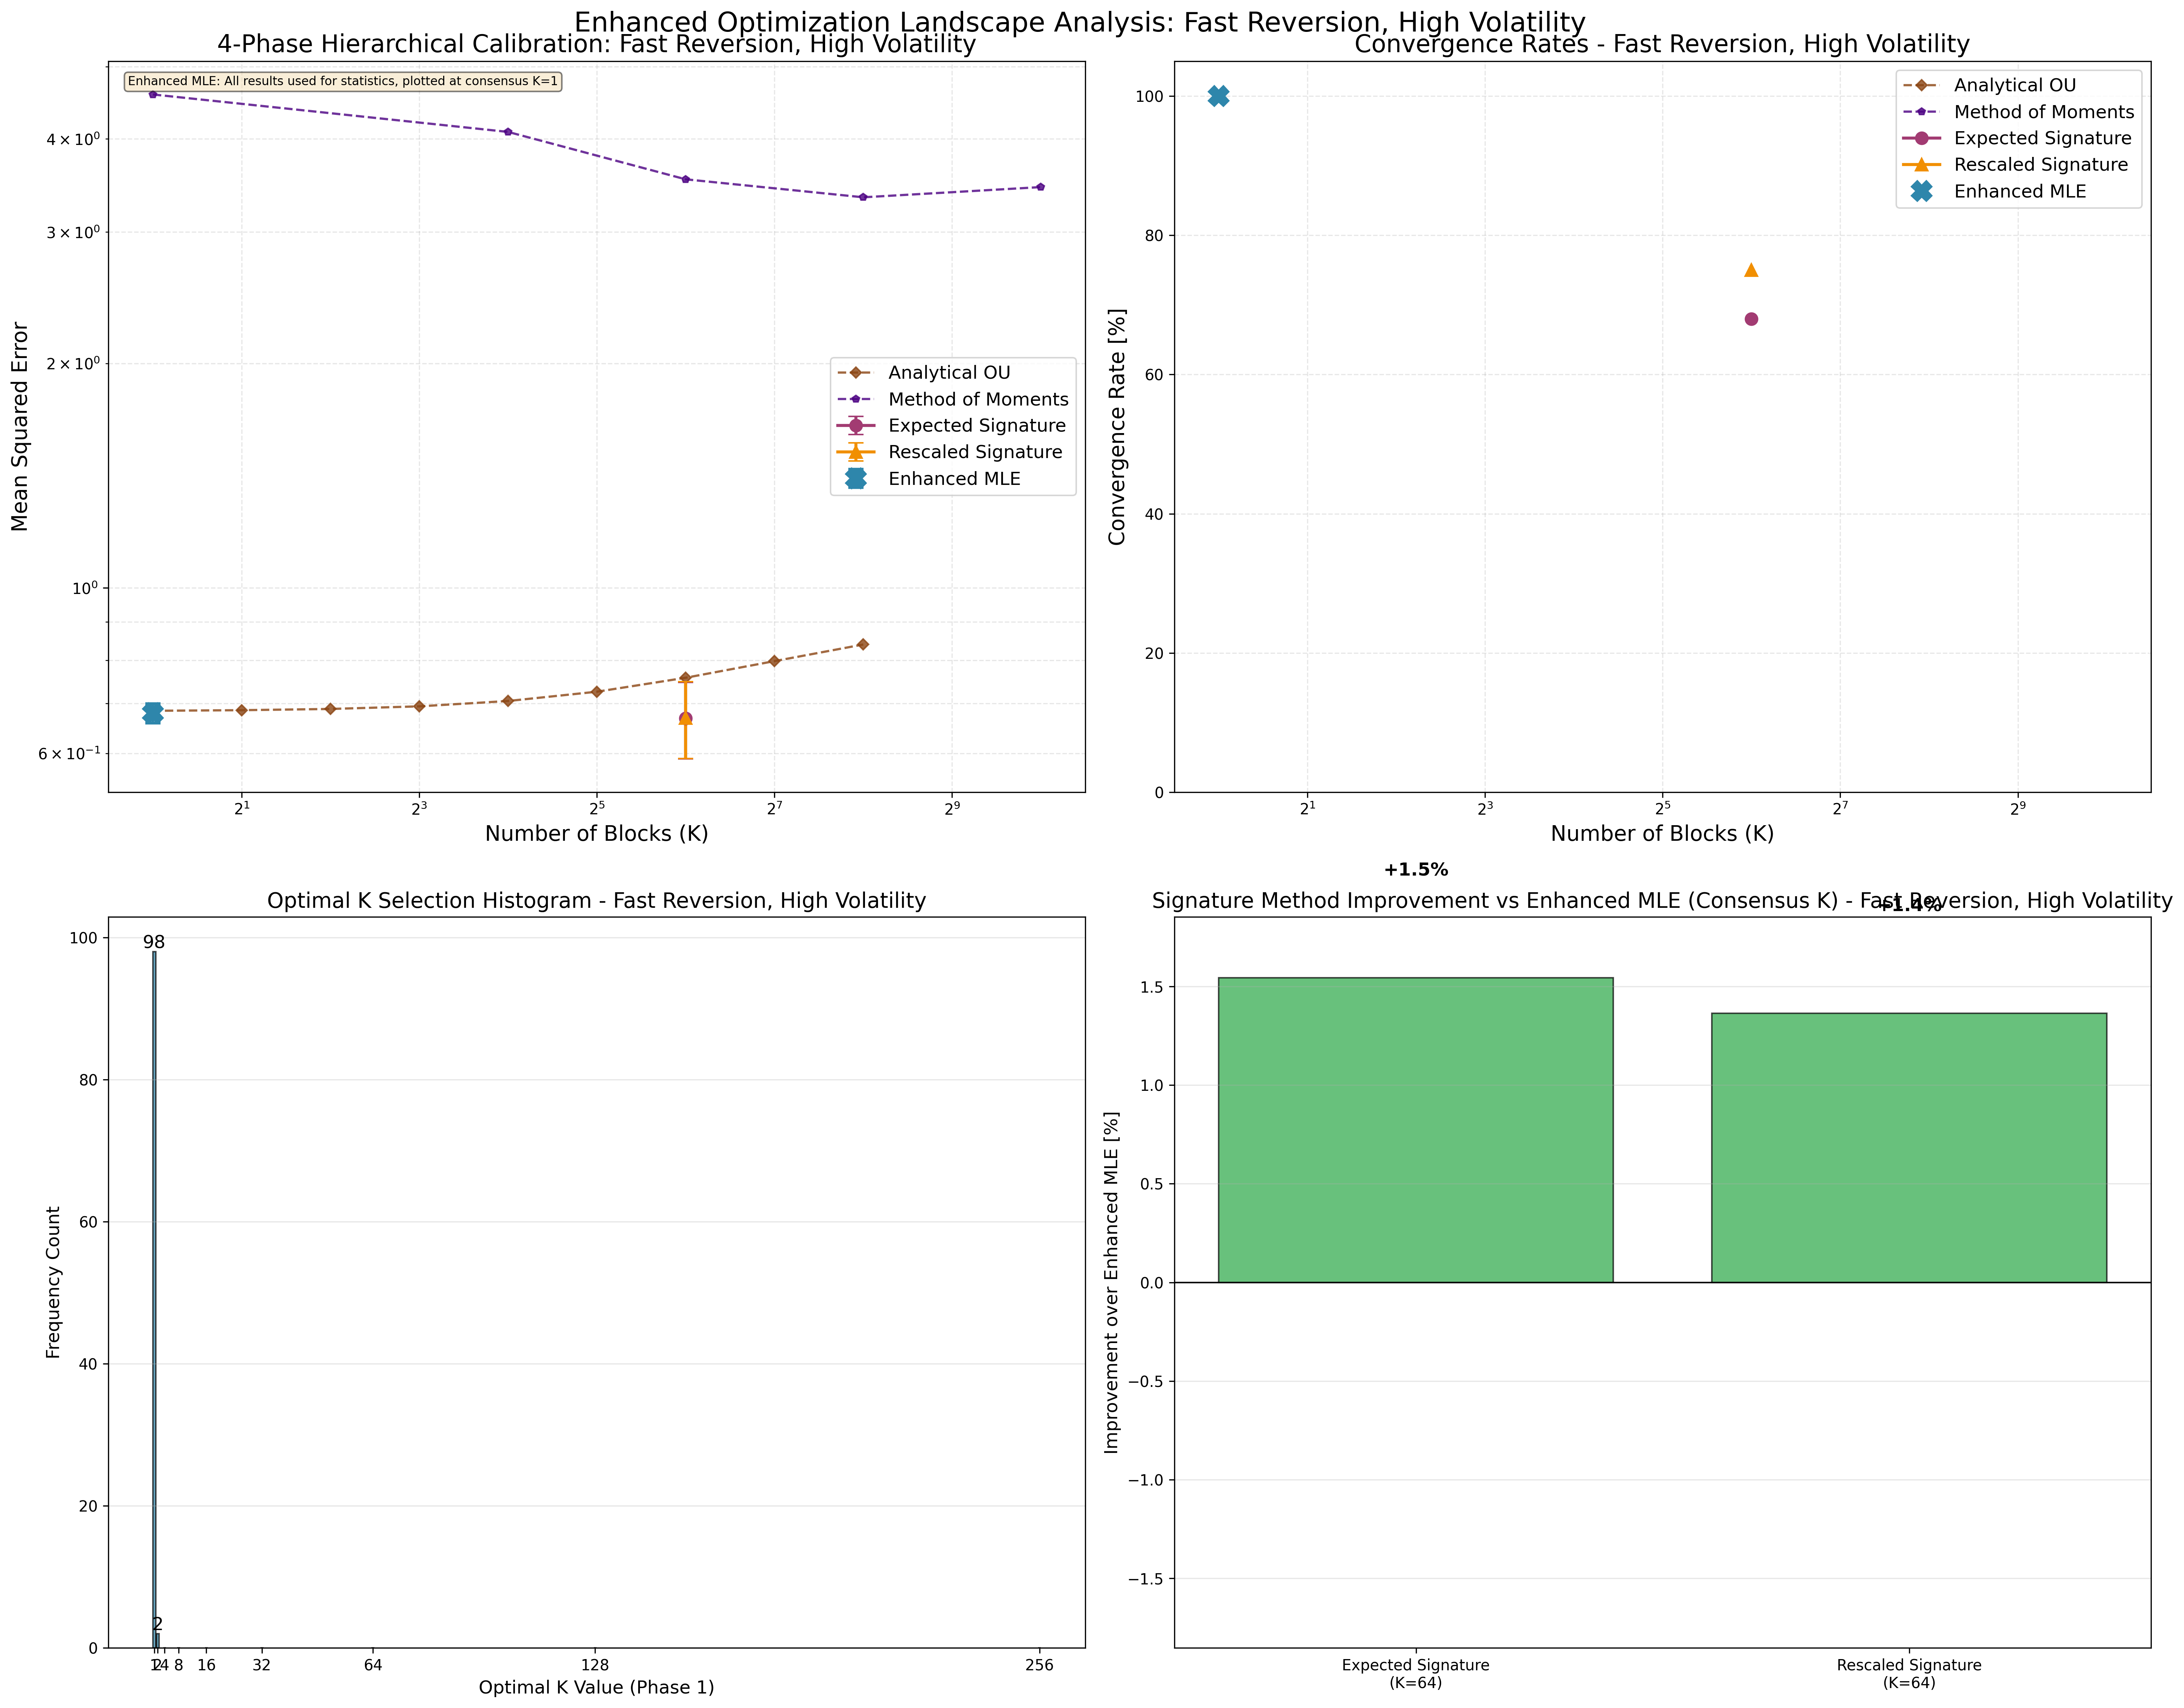 Enhanced Optimization Landscape Analysis: Fast Reversion, High Volatility
4-Phase Hierarchical Calibration: Fast Reversion, High Volatility
Enhanced MLE: All results used for statistics, plotted at consensus K=1
Mean Squared Error
4 × 10⁰
3 × 10⁰
2 × 10⁰
10⁰
6 × 10⁻¹
Analytical OU
Method of Moments
Expected Signature
Rescaled Signature
Enhanced MLE
2¹ 2³ 2⁵ 2⁷ 2⁹
Number of Blocks (K)
Convergence Rates - Fast Reversion, High Volatility
Convergence Rate [%]
100
80
60
40
20
0
Analytical OU
Method of Moments
Expected Signature
Rescaled Signature
Enhanced MLE
2¹ 2³ 2⁵ 2⁷ 2⁹
Number of Blocks (K)
Optimal K Selection Histogram - Fast Reversion, High Volatility
Frequency Count
100
80
60
40
20
0
98
2
1 2 4 8 16 32 64 128 256
Optimal K Value (Phase 1)
+1.5%
Signature Method Improvement vs Enhanced MLE (Consensus K) - Fast Reversion, High Volatility
+1.4%
Improvement over Enhanced MLE [%]
1.5
1.0
0.5
0.0
−0.5
−1.0
−1.5
Expected Signature
(K=64)
Rescaled Signature
(K=64)